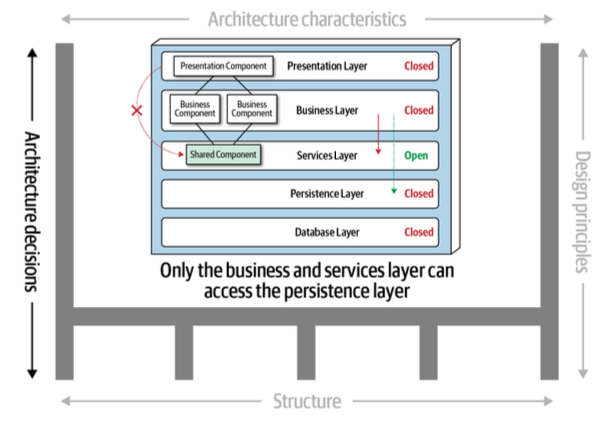 Architecture characteristics
Architecture decisions
Presentation Component
Presentation Layer
Closed
Business
Component
Business
Component
Business Layer
Closed
Shared Component
Services Layer
Open
Persistence Layer
Closed
Database Layer
Closed
Only the business and services layer can
access the persistence layer
Design principles
Structure